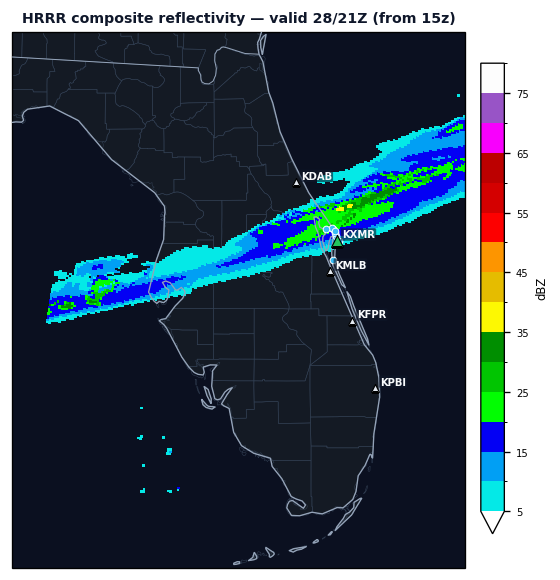 HRRR composite reflectivity — valid 28/21Z (from 15z)
KDAB
KXMR
KMLB
KFPR
KPBI
75
65
55
45
35
25
15
5
dBZ